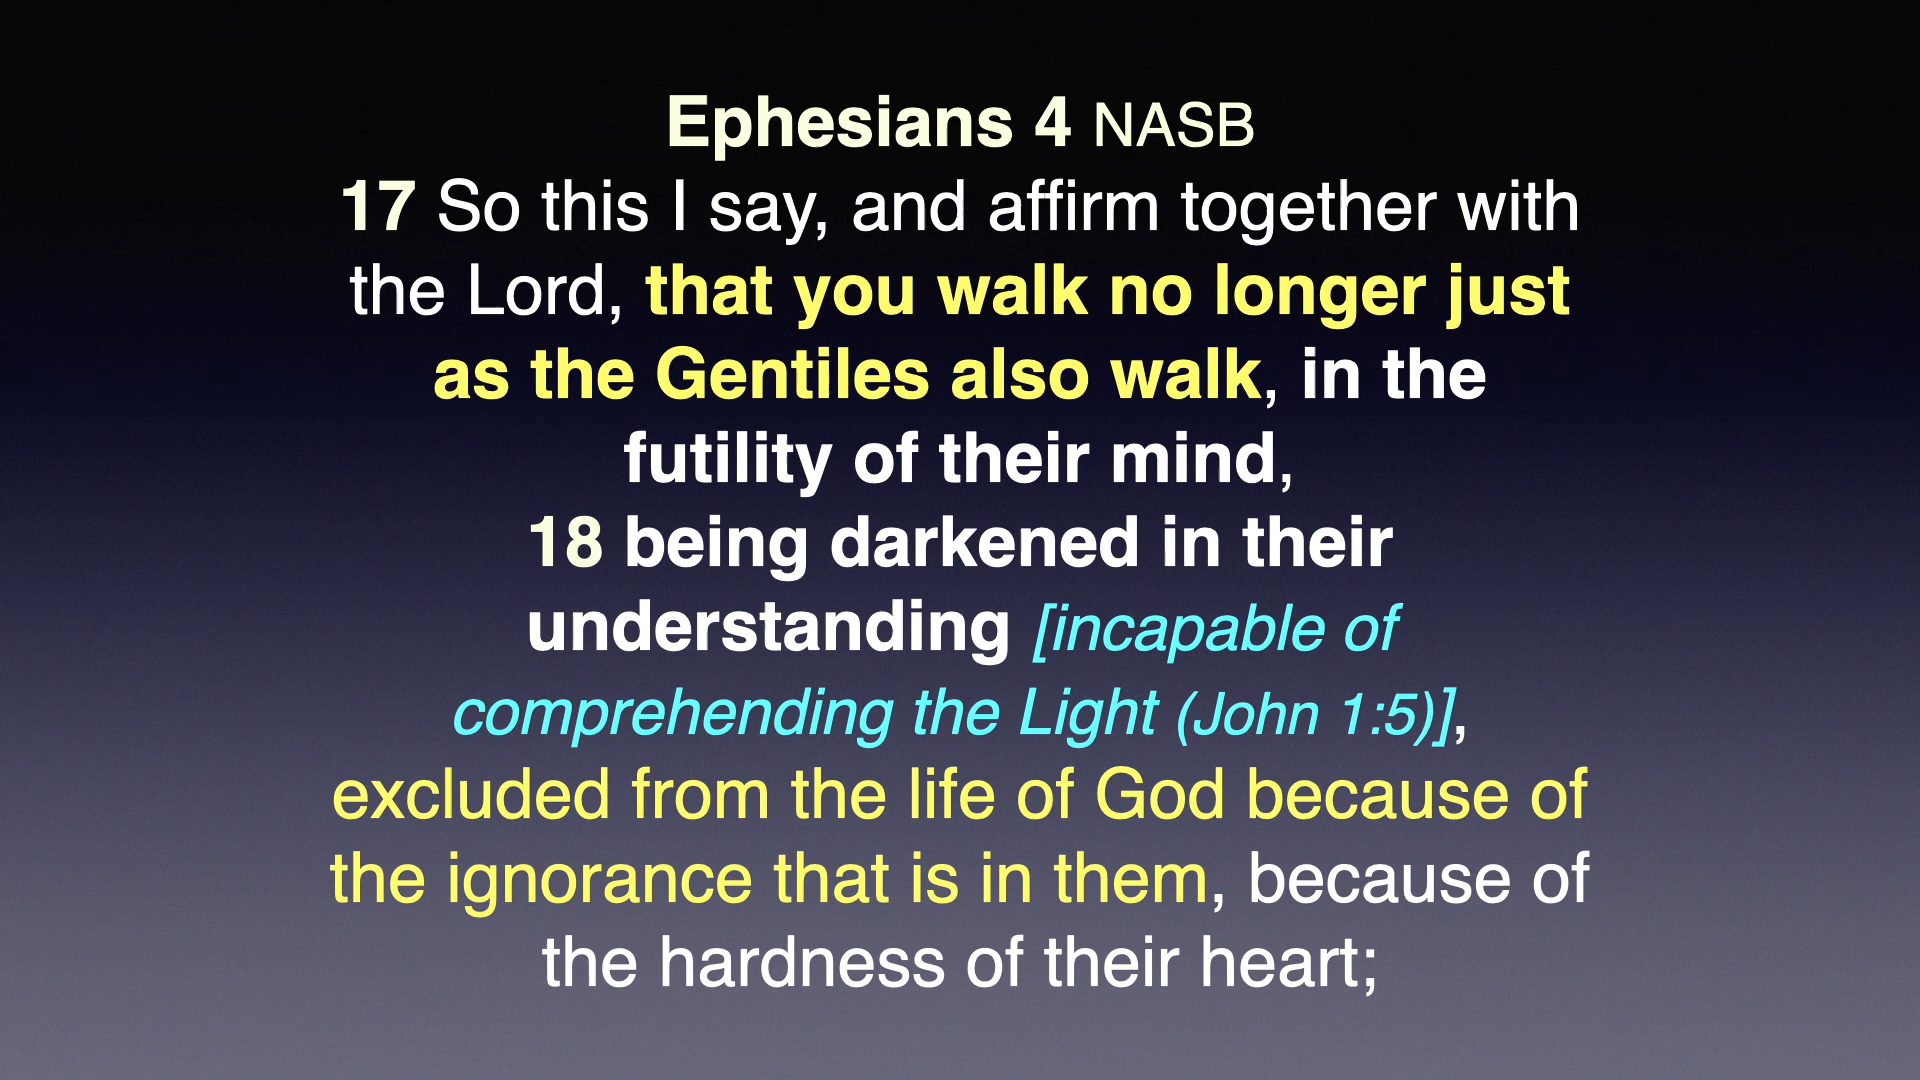 Ephesians 4 NASB
17 So this I say, and affirm together with
the Lord, that you walk no longer just
as the Gentiles also walk, in the
futility of their mind,
18 being darkened in their
understanding [incapable of
comprehending the Light (John 1:5)],
excluded from the life of God because of
the ignorance that is in them, because of
the hardness of their heart;